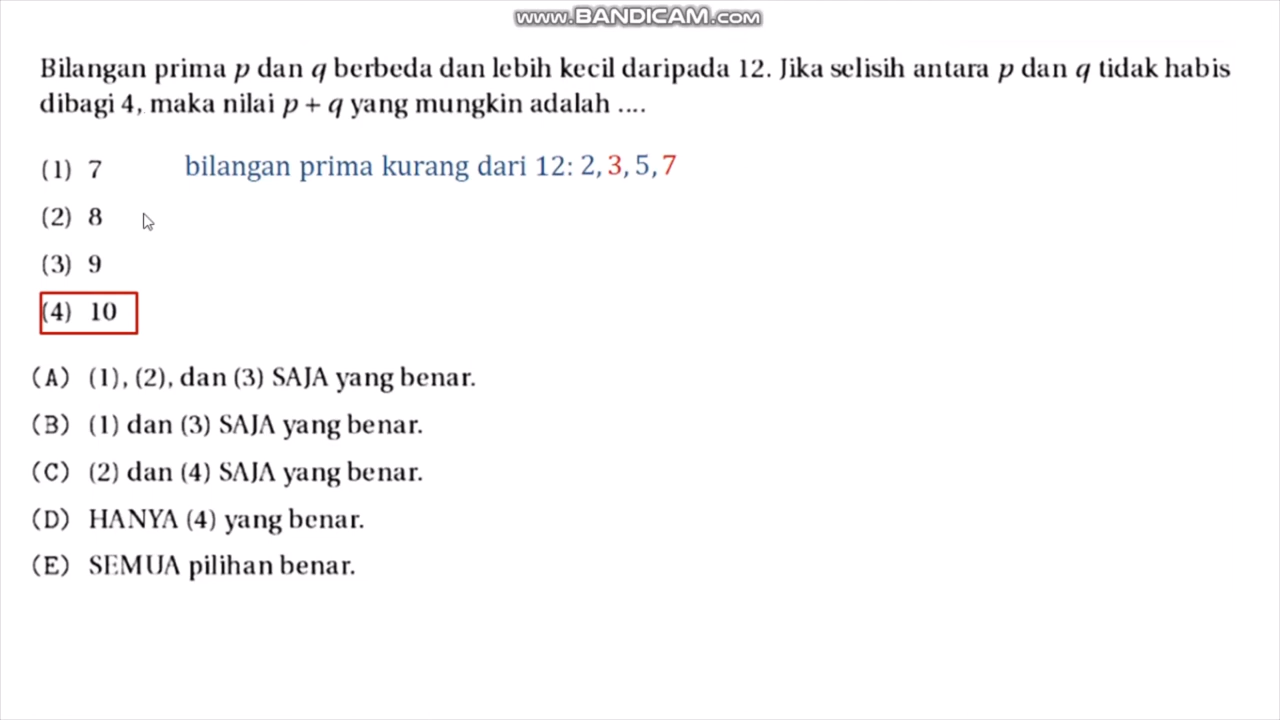 www.BANDICAM.com
Bilangan prima p dan q berbeda dan lebih kecil daripada 12. Jika selisih antara p dan q tidak habis
dibagi 4, maka nilai p + q yang mungkin adalah ....
(1) 7 bilangan prima kurang dari 12: 2, 3, 5, 7
(2) 8
(3) 9
(4) 10
(A) (1), (2), dan (3) SAJA yang benar.
(B) (1) dan (3) SAJA yang benar.
(C) (2) dan (4) SAJA yang benar.
(D) HANYA (4) yang benar.
(E) SEMUA pilihan benar.